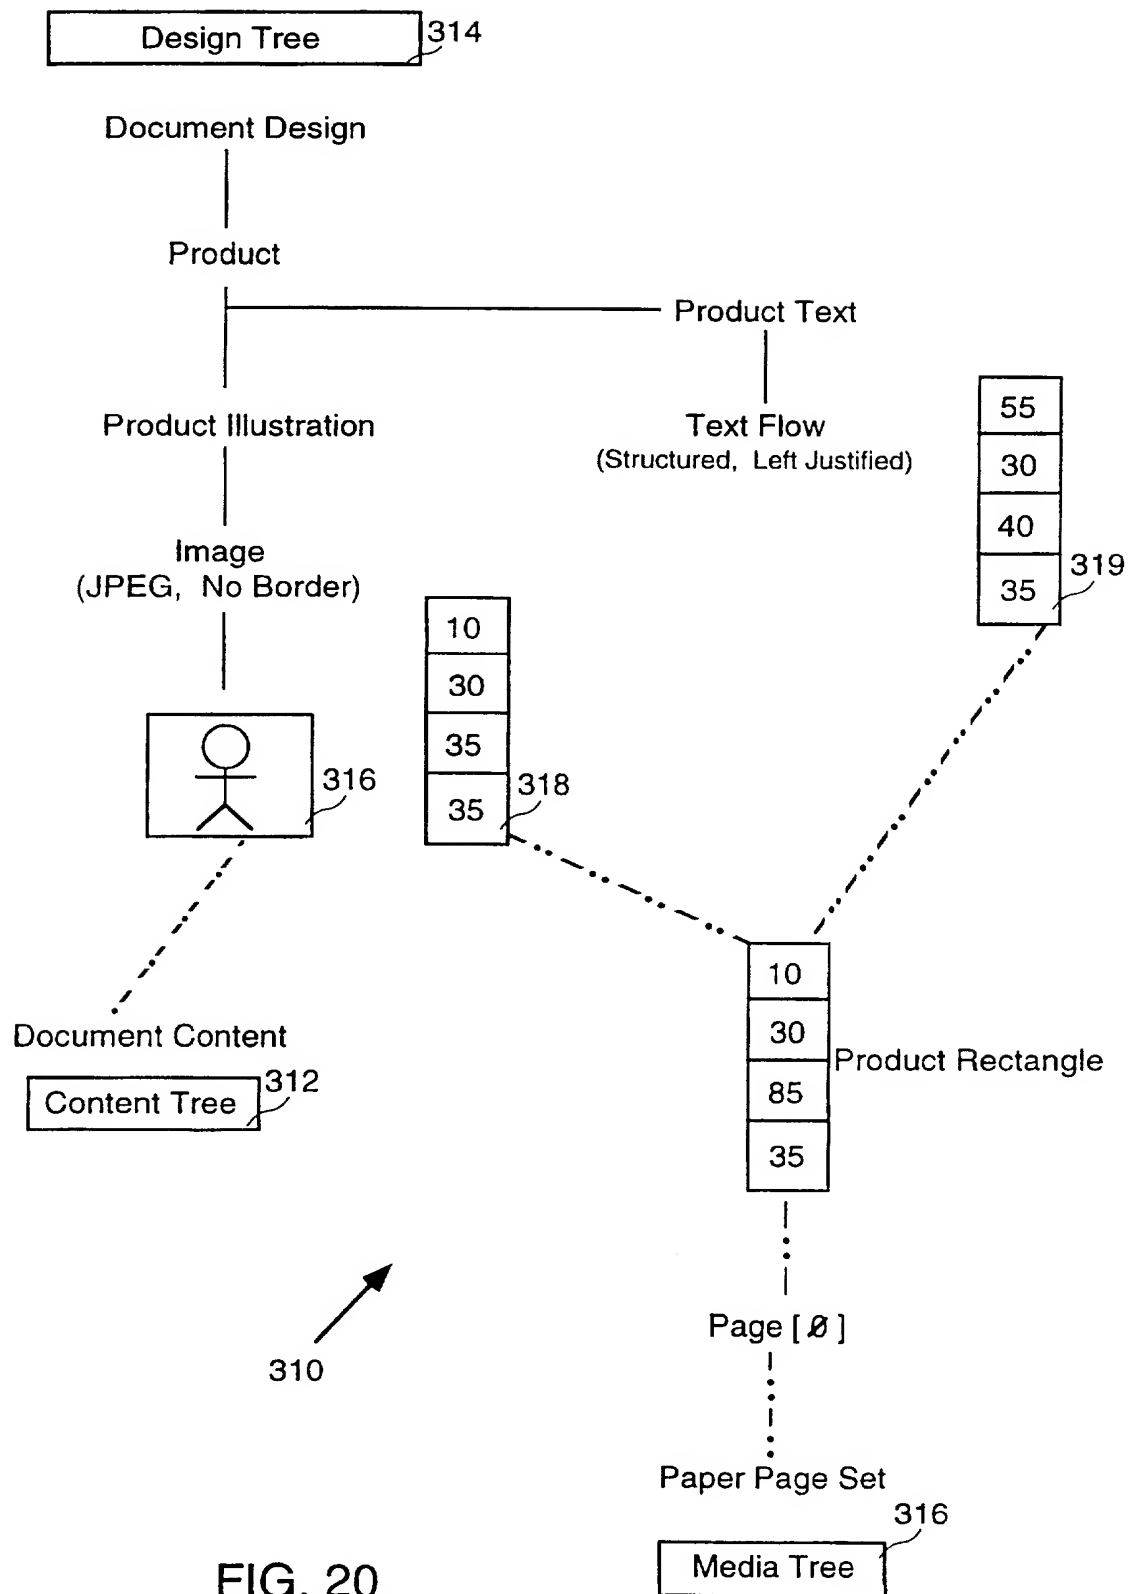 Design Tree
314
Document Design
Product
Product Text
Product Illustration
Text Flow
(Structured, Left Justified)
55
30
40
35
319
Image
(JPEG, No Border)
10
30
35
35
318
316
10
30
85
35
Product Rectangle
Document Content
Content Tree
312
310
Page [ 0 ]
Paper Page Set
316
Media Tree
FIG. 20